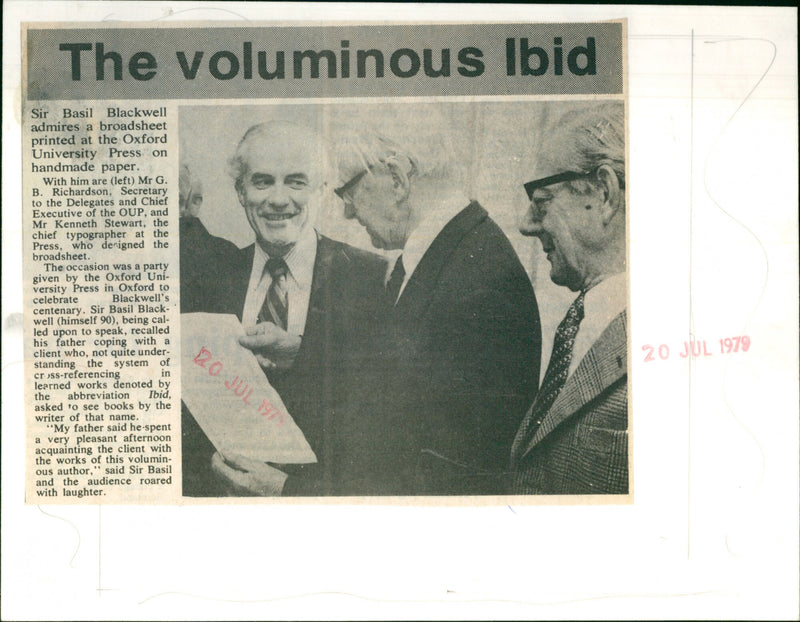 The voluminous Ibid
Sir Basil Blackwell
admires a broadsheet
printed at the Oxford
University Press on
handmade paper.
With him are (left) Mr G.
B. Richardson, Secretary
to the Delegates and Chief
Executive of the OUP, and
Mr Kenneth Stewart, the
chief typographer at the
Press, who designed the
broadsheet.
The occasion was a party
given by the Oxford Uni-
versity Press in Oxford to
celebrate Blackwell's
centenary. Sir Basil Black-
well (himself 90), being cal-
led upon to speak, recalled
his father coping with a
client who, not quite under-
standing the system of
cross-referencing in
learned works denoted by
the abbreviation Ibid,
asked to see books by the
writer of that name.
"My father said he spent
a very pleasant afternoon
acquainting the client with
the works of this volumin-
ous author," said Sir Basil
and the audience roared
with laughter.
20 JUL 1979
20 JUL 1979